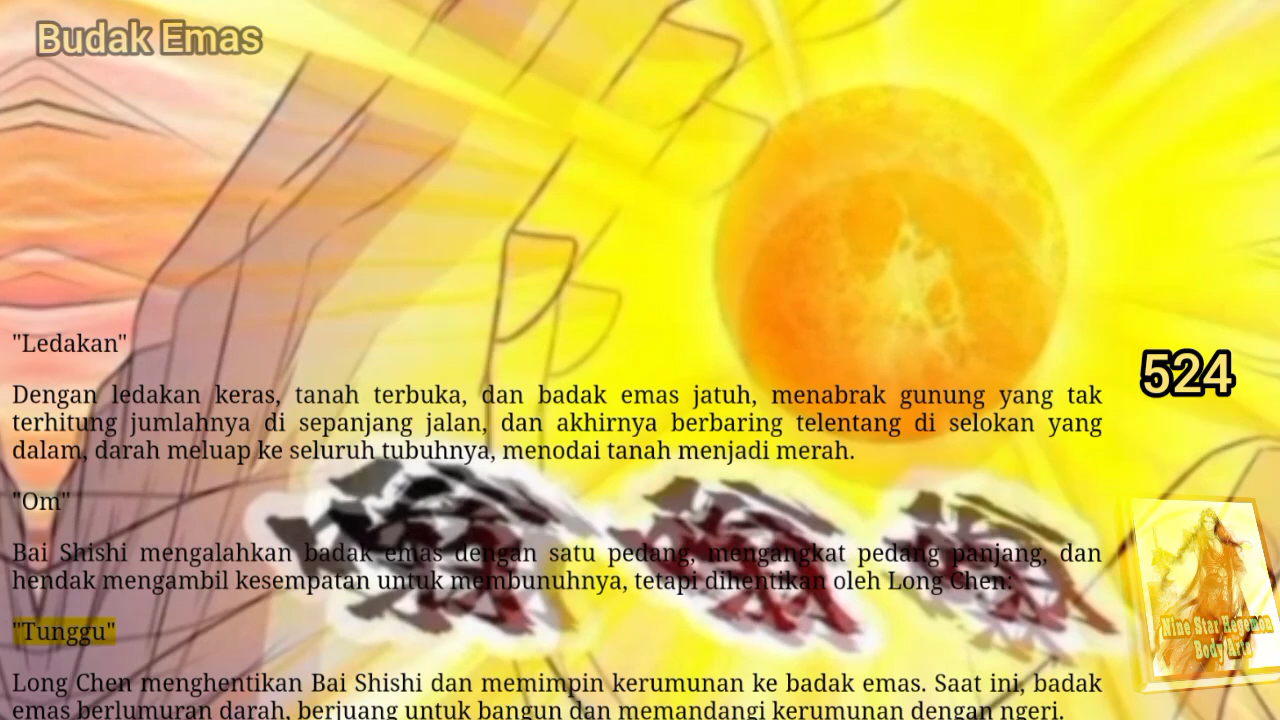 Budak Emas
"Ledakan"
Dengan ledakan keras, tanah terbuka, dan badak emas jatuh, menabrak gunung yang tak
terhitung jumlahnya di sepanjang jalan, dan akhirnya berbaring telentang di selokan yang
dalam, darah meluap ke seluruh tubuhnya, menodai tanah menjadi merah.
524
"Om"
Bai Shishi mengalahkan badak emas dengan satu pedang, mengangkat pedang panjang, dan
hendak mengambil kesempatan untuk membunuhnya, tetapi dihentikan oleh Long Chen:
"Tunggu"
Nine Star Hegemon
Body Arts
Long Chen menghentikan Bai Shishi dan memimpin kerumunan ke badak emas. Saat ini, badak
emas berlumuran darah, berjuang untuk bangun dan memandangi kerumunan dengan ngeri.